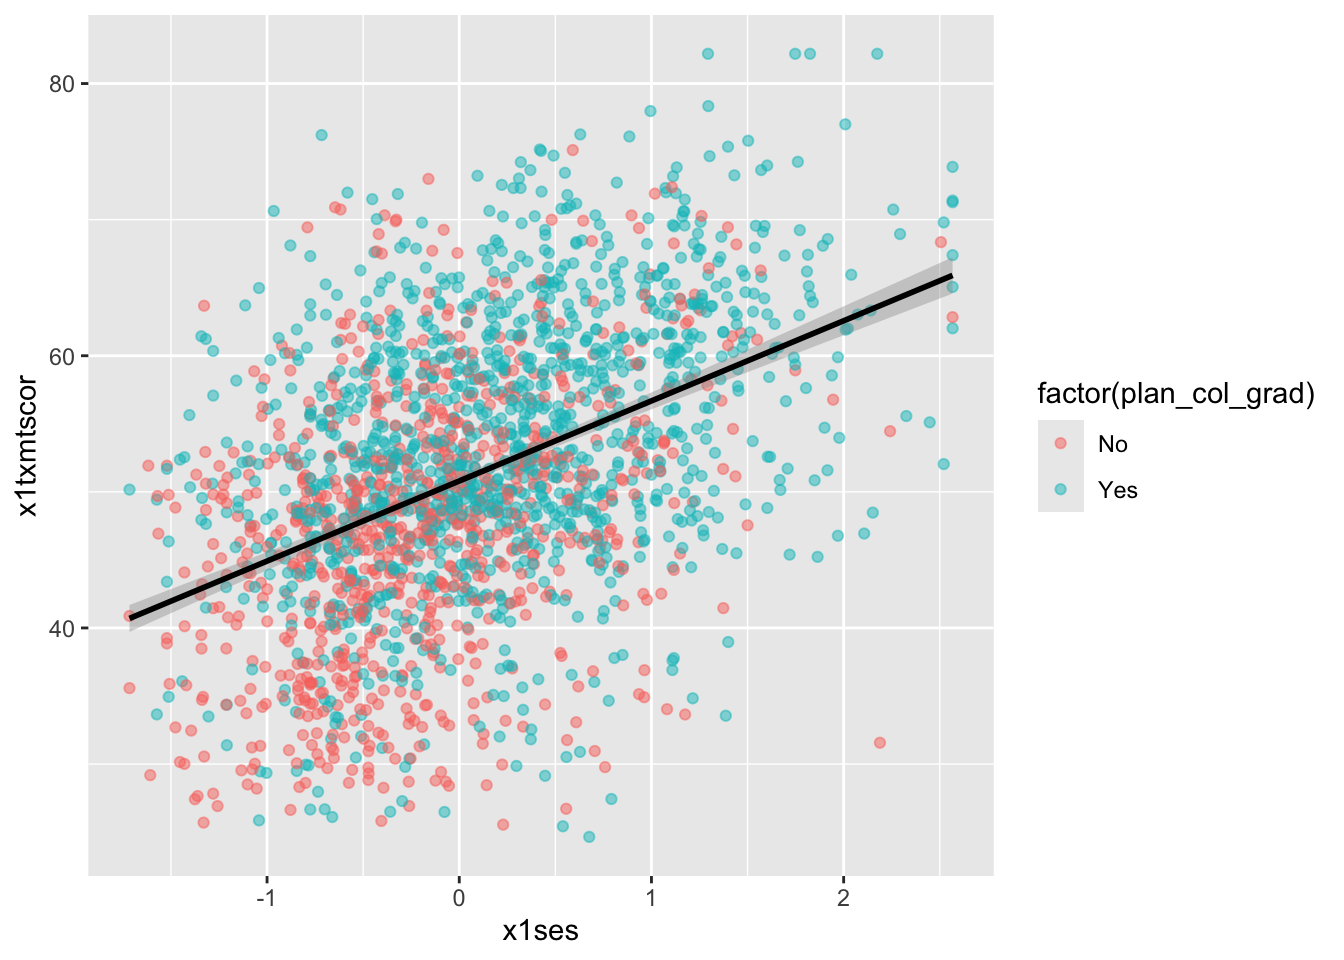 80
60
40
x1txmtscor
-1
0
1
2
x1ses
factor(plan_col_grad)
No
Yes